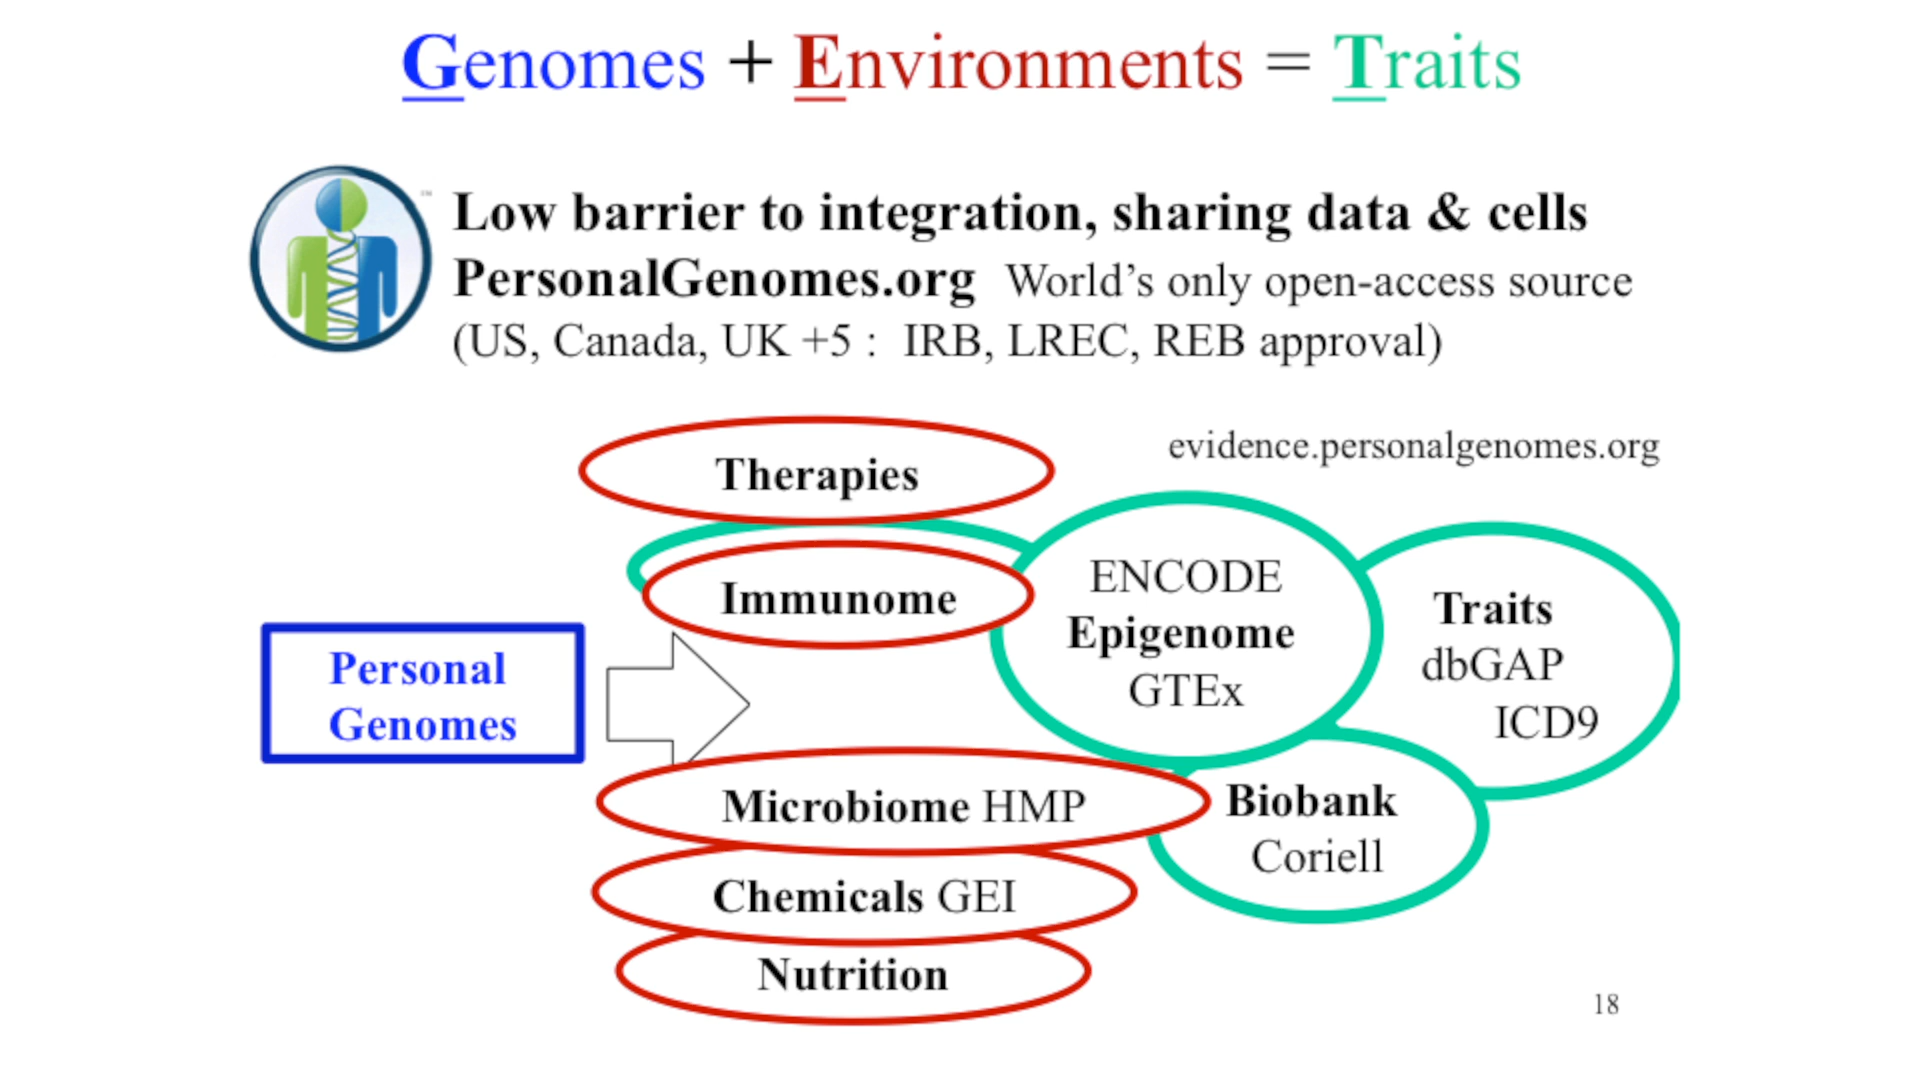 Genomes + Environments = Traits
™
Low barrier to integration, sharing data & cells
PersonalGenomes.org World's only open-access source
(US, Canada, UK +5 : IRB, LREC, REB approval)
evidence.personalgenomes.org
Therapies
Immunome
Personal
Genomes
ENCODE
Epigenome
GTEx
Traits
dbGAP
ICD9
Microbiome HMP
Biobank
Coriell
Chemicals GEI
Nutrition
18